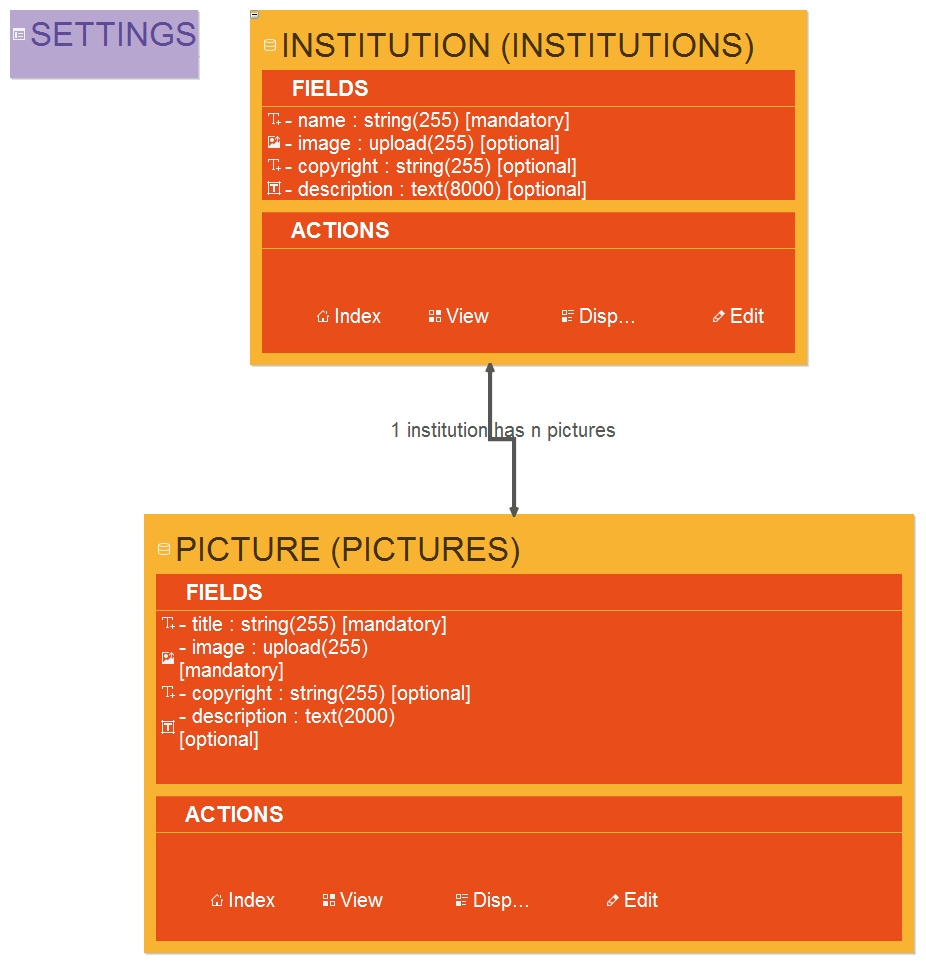 SETTINGS
INSTITUTION (INSTITUTIONS)
FIELDS
- name : string(255) [mandatory]
- image : upload(255) [optional]
- copyright : string(255) [optional]
- description : text(8000) [optional]
ACTIONS
Index View Disp... Edit
1 institution has n pictures
PICTURE (PICTURES)
FIELDS
- title : string(255) [mandatory]
- image : upload(255)
[mandatory]
- copyright : string(255) [optional]
- description : text(2000)
[optional]
ACTIONS
Index View Disp... Edit